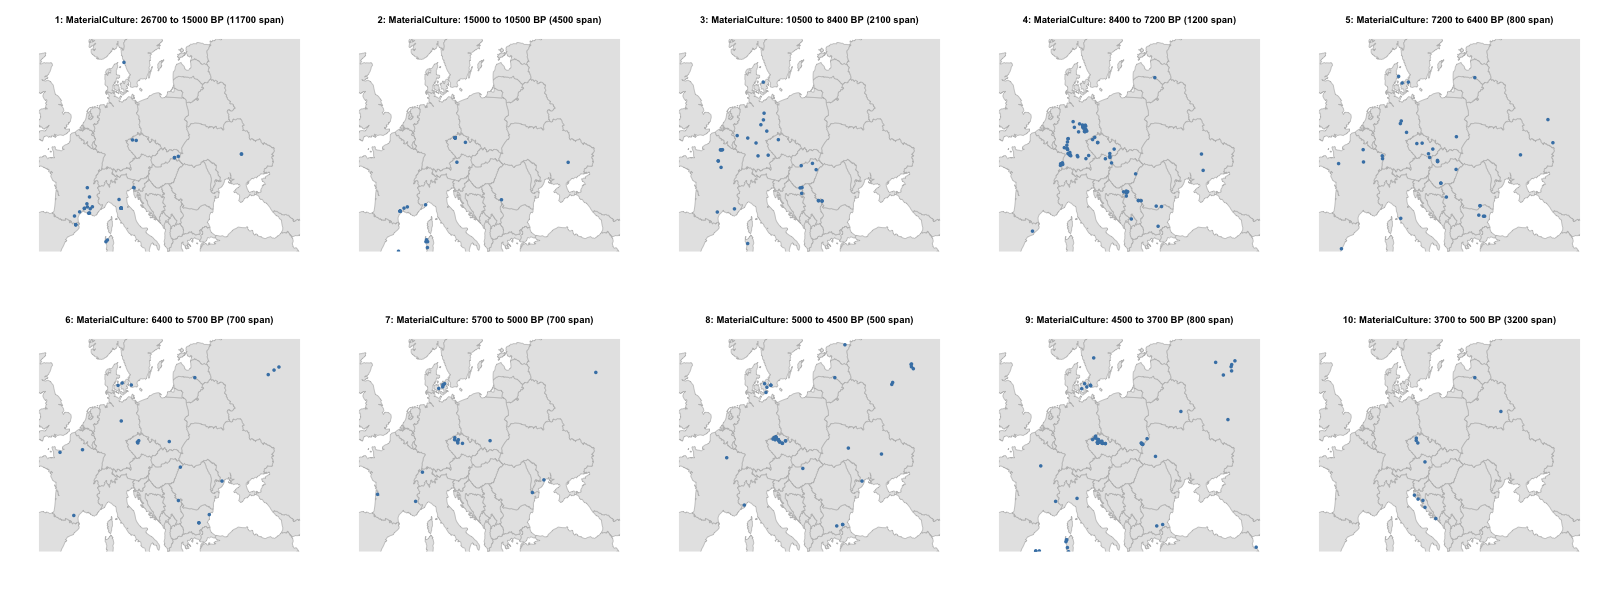 1: MaterialCulture: 26700 to 15000 BP (11700 span)
2: MaterialCulture: 15000 to 10500 BP (4500 span)
3: MaterialCulture: 10500 to 8400 BP (2100 span)
4: MaterialCulture: 8400 to 7200 BP (1200 span)
5: MaterialCulture: 7200 to 6400 BP (800 span)
6: MaterialCulture: 6400 to 5700 BP (700 span)
7: MaterialCulture: 5700 to 5000 BP (700 span)
8: MaterialCulture: 5000 to 4500 BP (500 span)
9: MaterialCulture: 4500 to 3700 BP (800 span)
10: MaterialCulture: 3700 to 500 BP (3200 span)